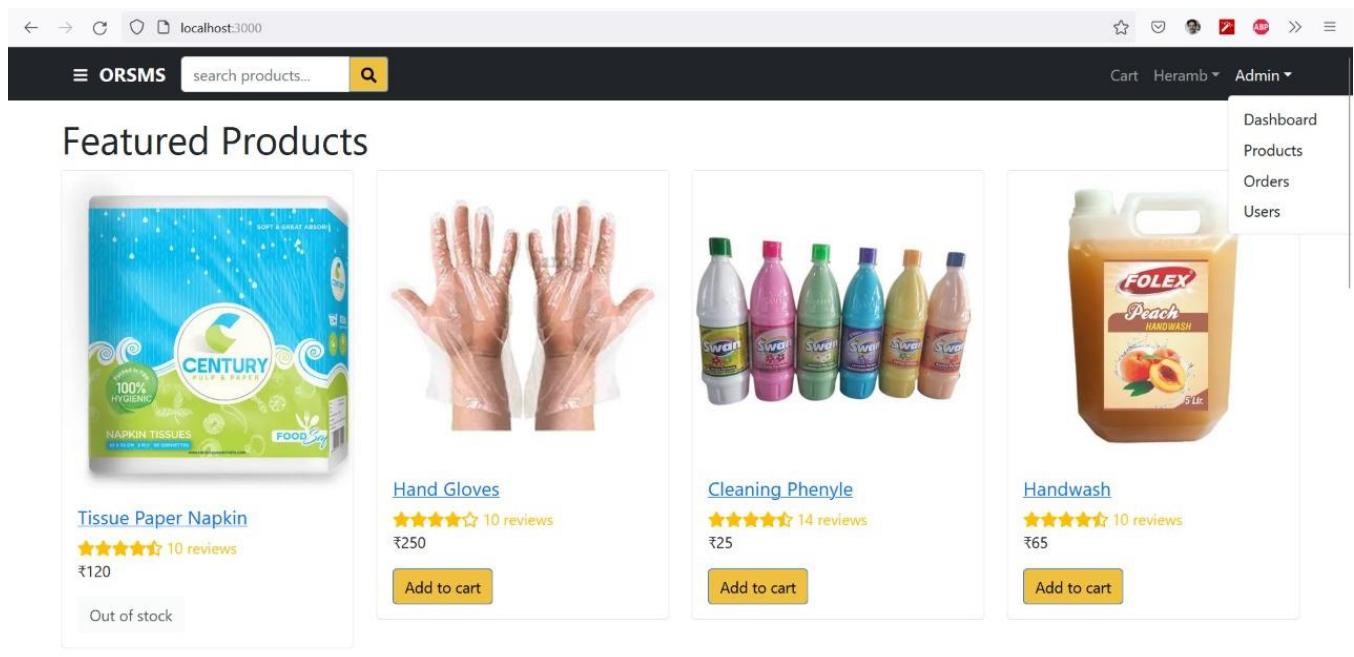 localhost:3000
ORSMS search products...
Cart Heramb Admin
Dashboard
Products
Orders
Users
Featured Products
SOFT & GREAT ABSORB
CENTURY
PULP & PAPER
100%
HYGIENIC
NAPKIN TISSUES
FOOD
Swan Swan Swan Swan Swan Swan
FOLEX
Peach
HANDWASH
5 Ltr.
Tissue Paper Napkin
10 reviews
₹120
Out of stock
Hand Gloves
10 reviews
₹250
Add to cart
Cleaning Phenyle
14 reviews
₹25
Add to cart
Handwash
10 reviews
₹65
Add to cart
ABP